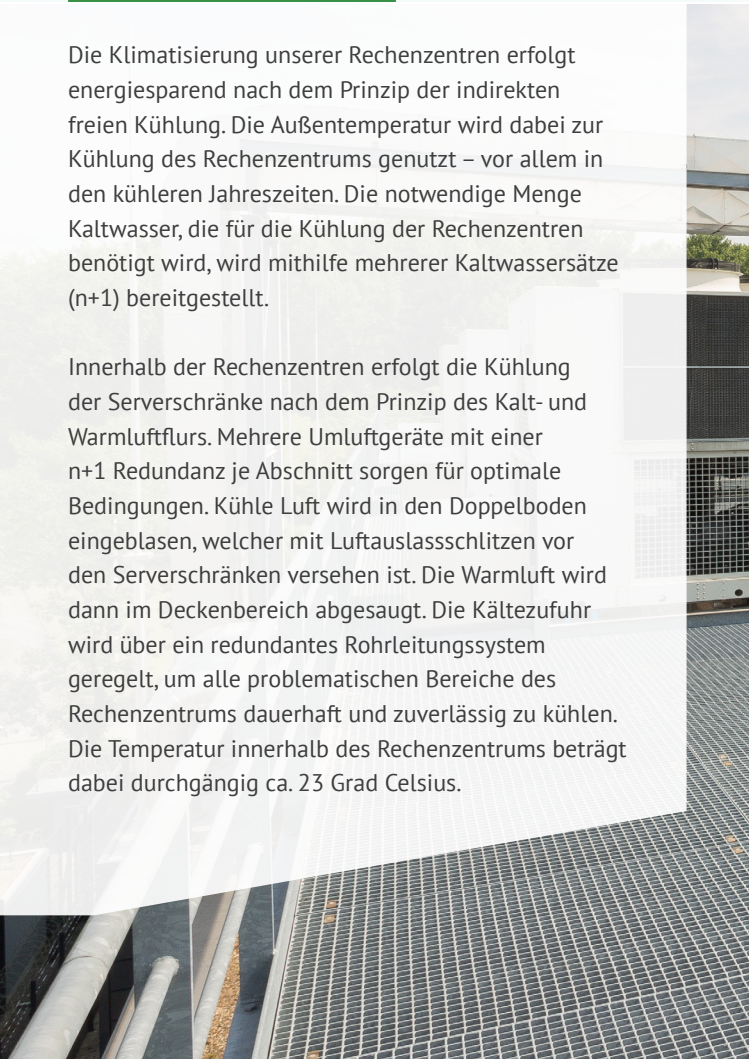 Die Klimatisierung unserer Rechenzentren erfolgt
energiesparend nach dem Prinzip der indirekten
freien Kühlung. Die Außentemperatur wird dabei zur
Kühlung des Rechenzentrums genutzt – vor allem in
den kühleren Jahreszeiten. Die notwendige Menge
Kaltwasser, die für die Kühlung der Rechenzentren
benötigt wird, wird mithilfe mehrerer Kaltwassersätze
(n+1) bereitgestellt.
Innerhalb der Rechenzentren erfolgt die Kühlung
der Serverschränke nach dem Prinzip des Kalt- und
Warmluftflurs. Mehrere Umluftgeräte mit einer
n+1 Redundanz je Abschnitt sorgen für optimale
Bedingungen. Kühle Luft wird in den Doppelboden
eingeblasen, welcher mit Luftauslassschlitzen vor
den Serverschränken versehen ist. Die Warmluft wird
dann im Deckenbereich abgesaugt. Die Kältezufuhr
wird über ein redundantes Rohrleitungssystem
geregelt, um alle problematischen Bereiche des
Rechenzentrums dauerhaft und zuverlässig zu kühlen.
Die Temperatur innerhalb des Rechenzentrums beträgt
dabei durchgängig ca. 23 Grad Celsius.